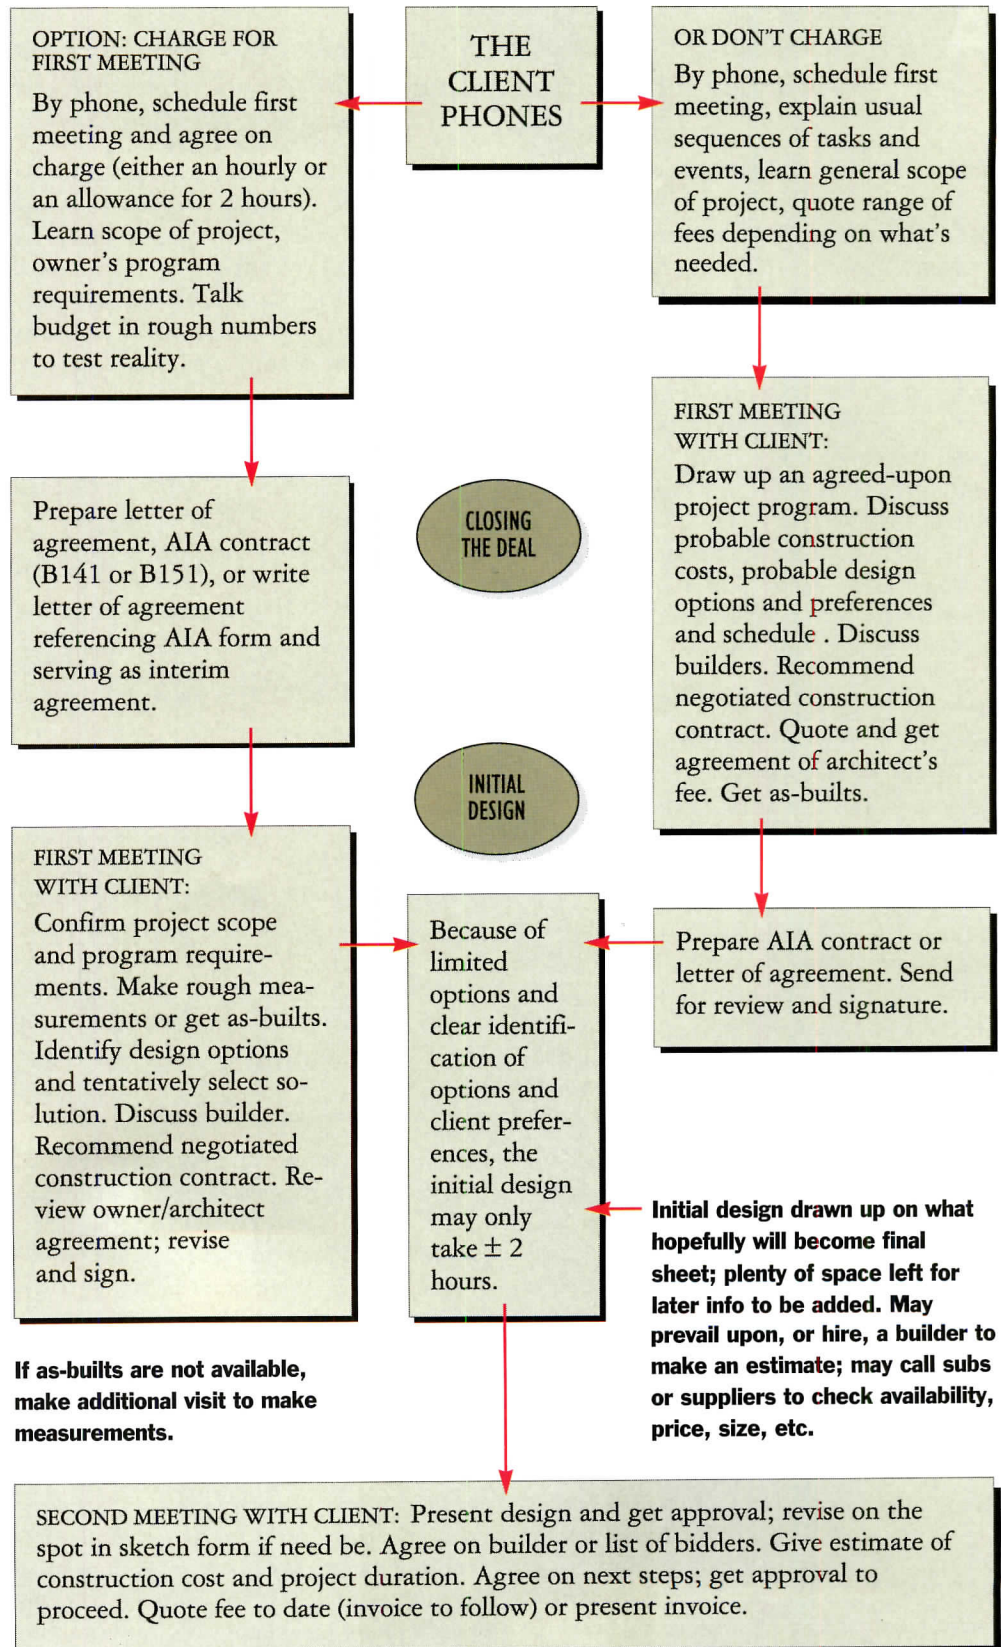 OPTION: CHARGE FOR
FIRST MEETING
By phone, schedule first
meeting and agree on
charge (either an hourly or
an allowance for 2 hours).
Learn scope of project,
owner's program
requirements. Talk
budget in rough numbers
to test reality.
THE
CLIENT
PHONES
OR DON'T CHARGE
By phone, schedule first
meeting, explain usual
sequences of tasks and
events, learn general scope
of project, quote range of
fees depending on what's
needed.
Prepare letter of
agreement, AIA contract
(B141 or B151), or write
letter of agreement
referencing AIA form and
serving as interim
agreement.
CLOSING
THE DEAL
FIRST MEETING
WITH CLIENT:
Draw up an agreed-upon
project program. Discuss
probable construction
costs, probable design
options and preferences
and schedule . Discuss
builders. Recommend
negotiated construction
contract. Quote and get
agreement of architect's
fee. Get as-builts.
INITIAL
DESIGN
FIRST MEETING
WITH CLIENT:
Confirm project scope
and program require-
ments. Make rough mea-
surements or get as-builts.
Identify design options
and tentatively select so-
lution. Discuss builder.
Recommend negotiated
construction contract. Re-
view owner/architect
agreement; revise
and sign.
Because of
limited
options and
clear identifi-
cation of
options and
client prefer-
ences, the
initial design
may only
take ± 2
hours.
Prepare AIA contract or
letter of agreement. Send
for review and signature.
Initial design drawn up on what
hopefully will become final
sheet; plenty of space left for
later info to be added. May
prevail upon, or hire, a builder to
make an estimate; may call subs
or suppliers to check availability,
price, size, etc.
If as-builts are not available,
make additional visit to make
measurements.
SECOND MEETING WITH CLIENT: Present design and get approval; revise on the
spot in sketch form if need be. Agree on builder or list of bidders. Give estimate of
construction cost and project duration. Agree on next steps; get approval to
proceed. Quote fee to date (invoice to follow) or present invoice.